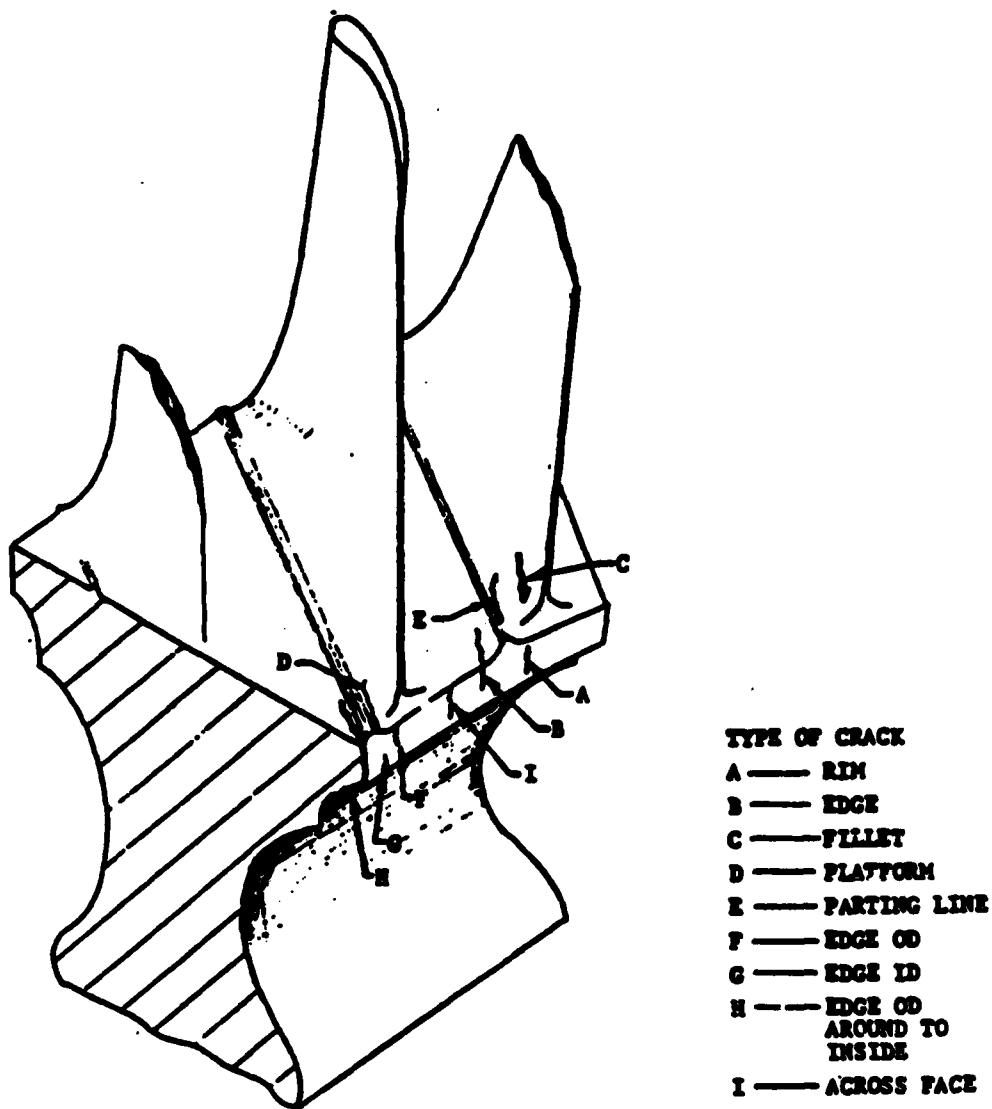 C
E
D
A
B
I
F
G
H
TYPE OF CRACK
A — RIM
B — EDGE
C — FILLET
D — PLATFORM
E — PARTING LINE
F — EDGE OD
G — EDGE ID
H — EDGE OD
AROUND TO
INSIDE
I — ACROSS FACE